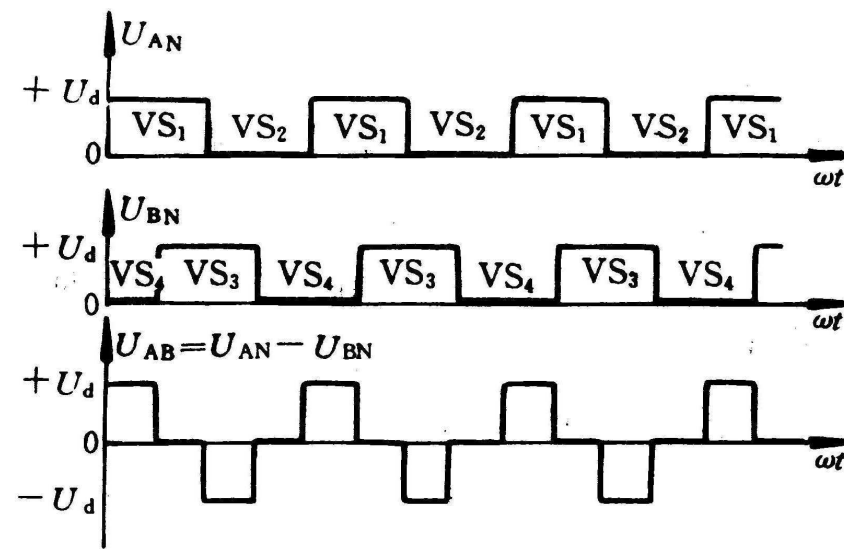 U_AN
+U_d
VS₁ VS₂ VS₁ VS₂ VS₁ VS₂ VS₁
0
ωt
U_BN
+U_d
VS₄ VS₃ VS₄ VS₃ VS₄ VS₃ VS₄
0
ωt
U_AB=U_AN−U_BN
+U_d
0
ωt
−U_d